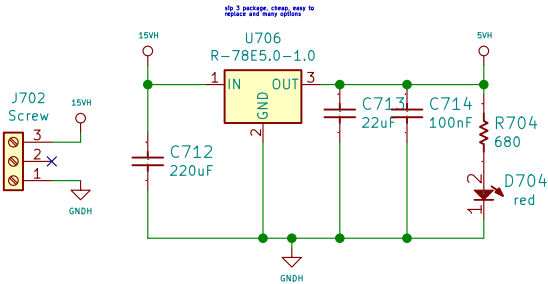 sip 3 package, cheap, easy to
replace and many options
15VH
U706
5VH
R-78E5.0-1.0
1
IN
OUT
3
GND
2
J702
Screw
15VH
3
2
1
GNDH
C712
220uF
C713
22uF
C714
100nF
R704
680
2
D704
1
red
GNDH